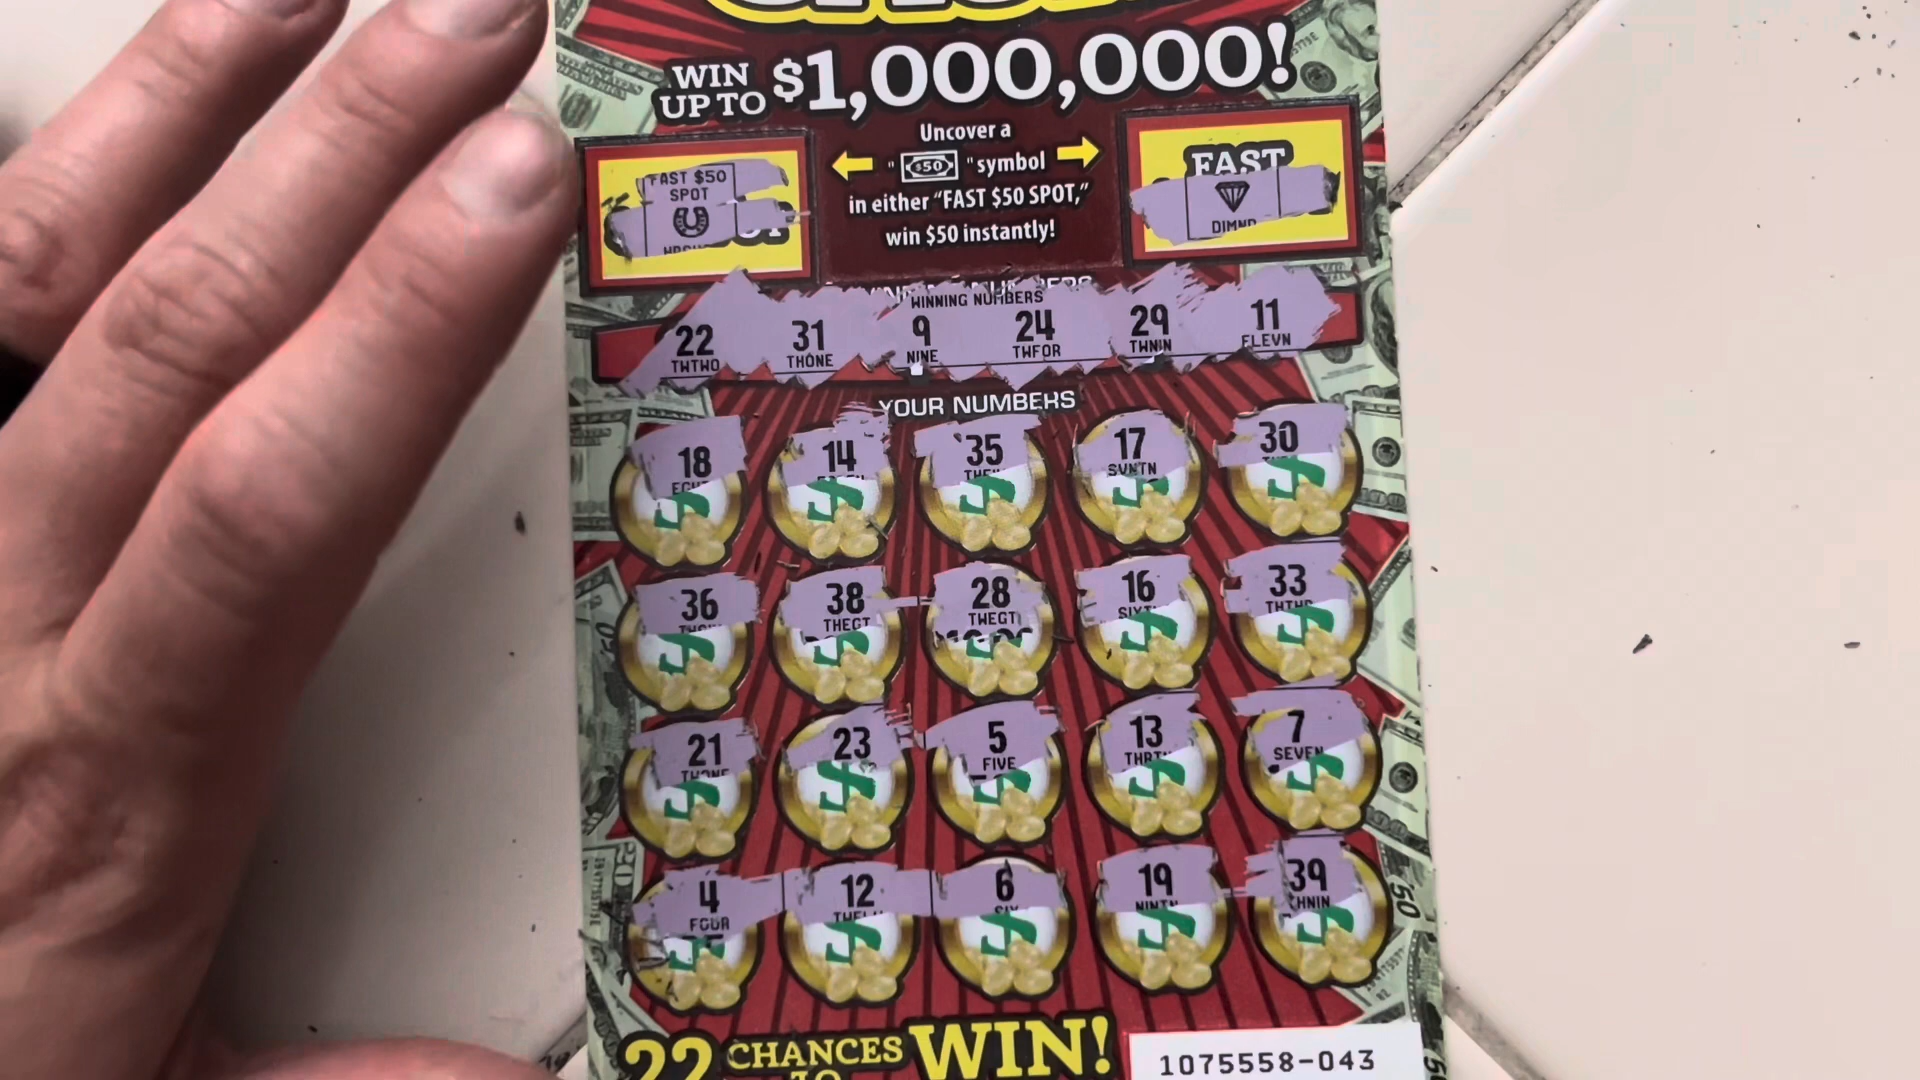 WIN
UP TO $1,000,000!
Uncover a
"$50" symbol
in either "FAST $50 SPOT,"
win $50 instantly!
FAST $50
SPOT
FAST
DIMND
WINNING NUMBERS
22 31 9 24 29 11
TWTWO THONE NINE TWFOR TWNIN ELEVN
YOUR NUMBERS
18 14 35 17 30
SVNTN
36 38 28 16 33
THEGT TWEGT
21 23 5 13 7
FIVE SEVEN
4 12 6 19 39
FOUR
22 CHANCES TO WIN!
1075558-043